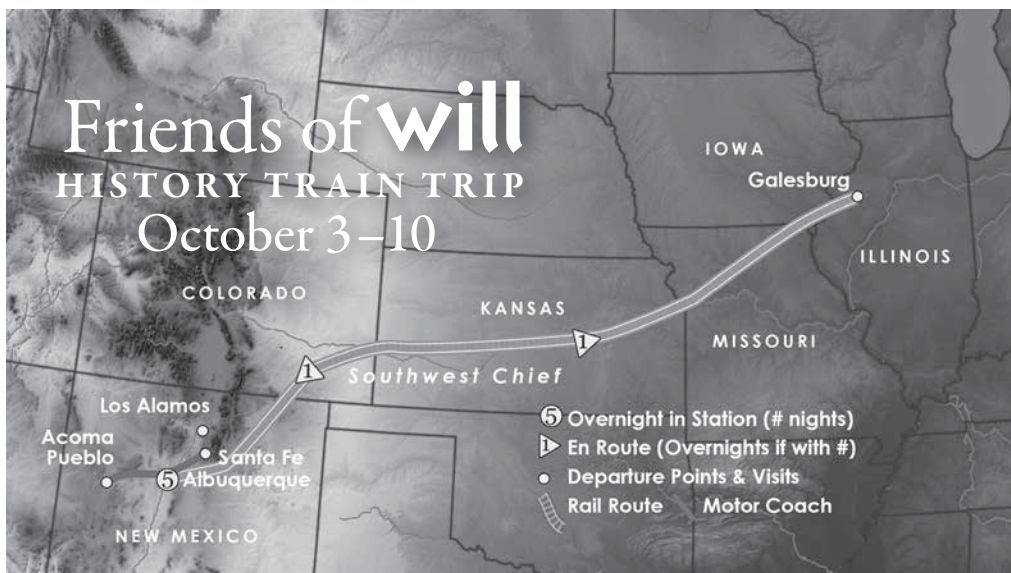 Friends of will
HISTORY TRAIN TRIP
October 3–10
IOWA
Galesburg
ILLINOIS
COLORADO
KANSAS
MISSOURI
1
1
Southwest Chief
Los Alamos
Acoma
Pueblo
Santa Fe
5 Albuquerque
NEW MEXICO
5 Overnight in Station (# nights)
1 En Route (Overnights if with #)
Departure Points & Visits
Rail Route Motor Coach